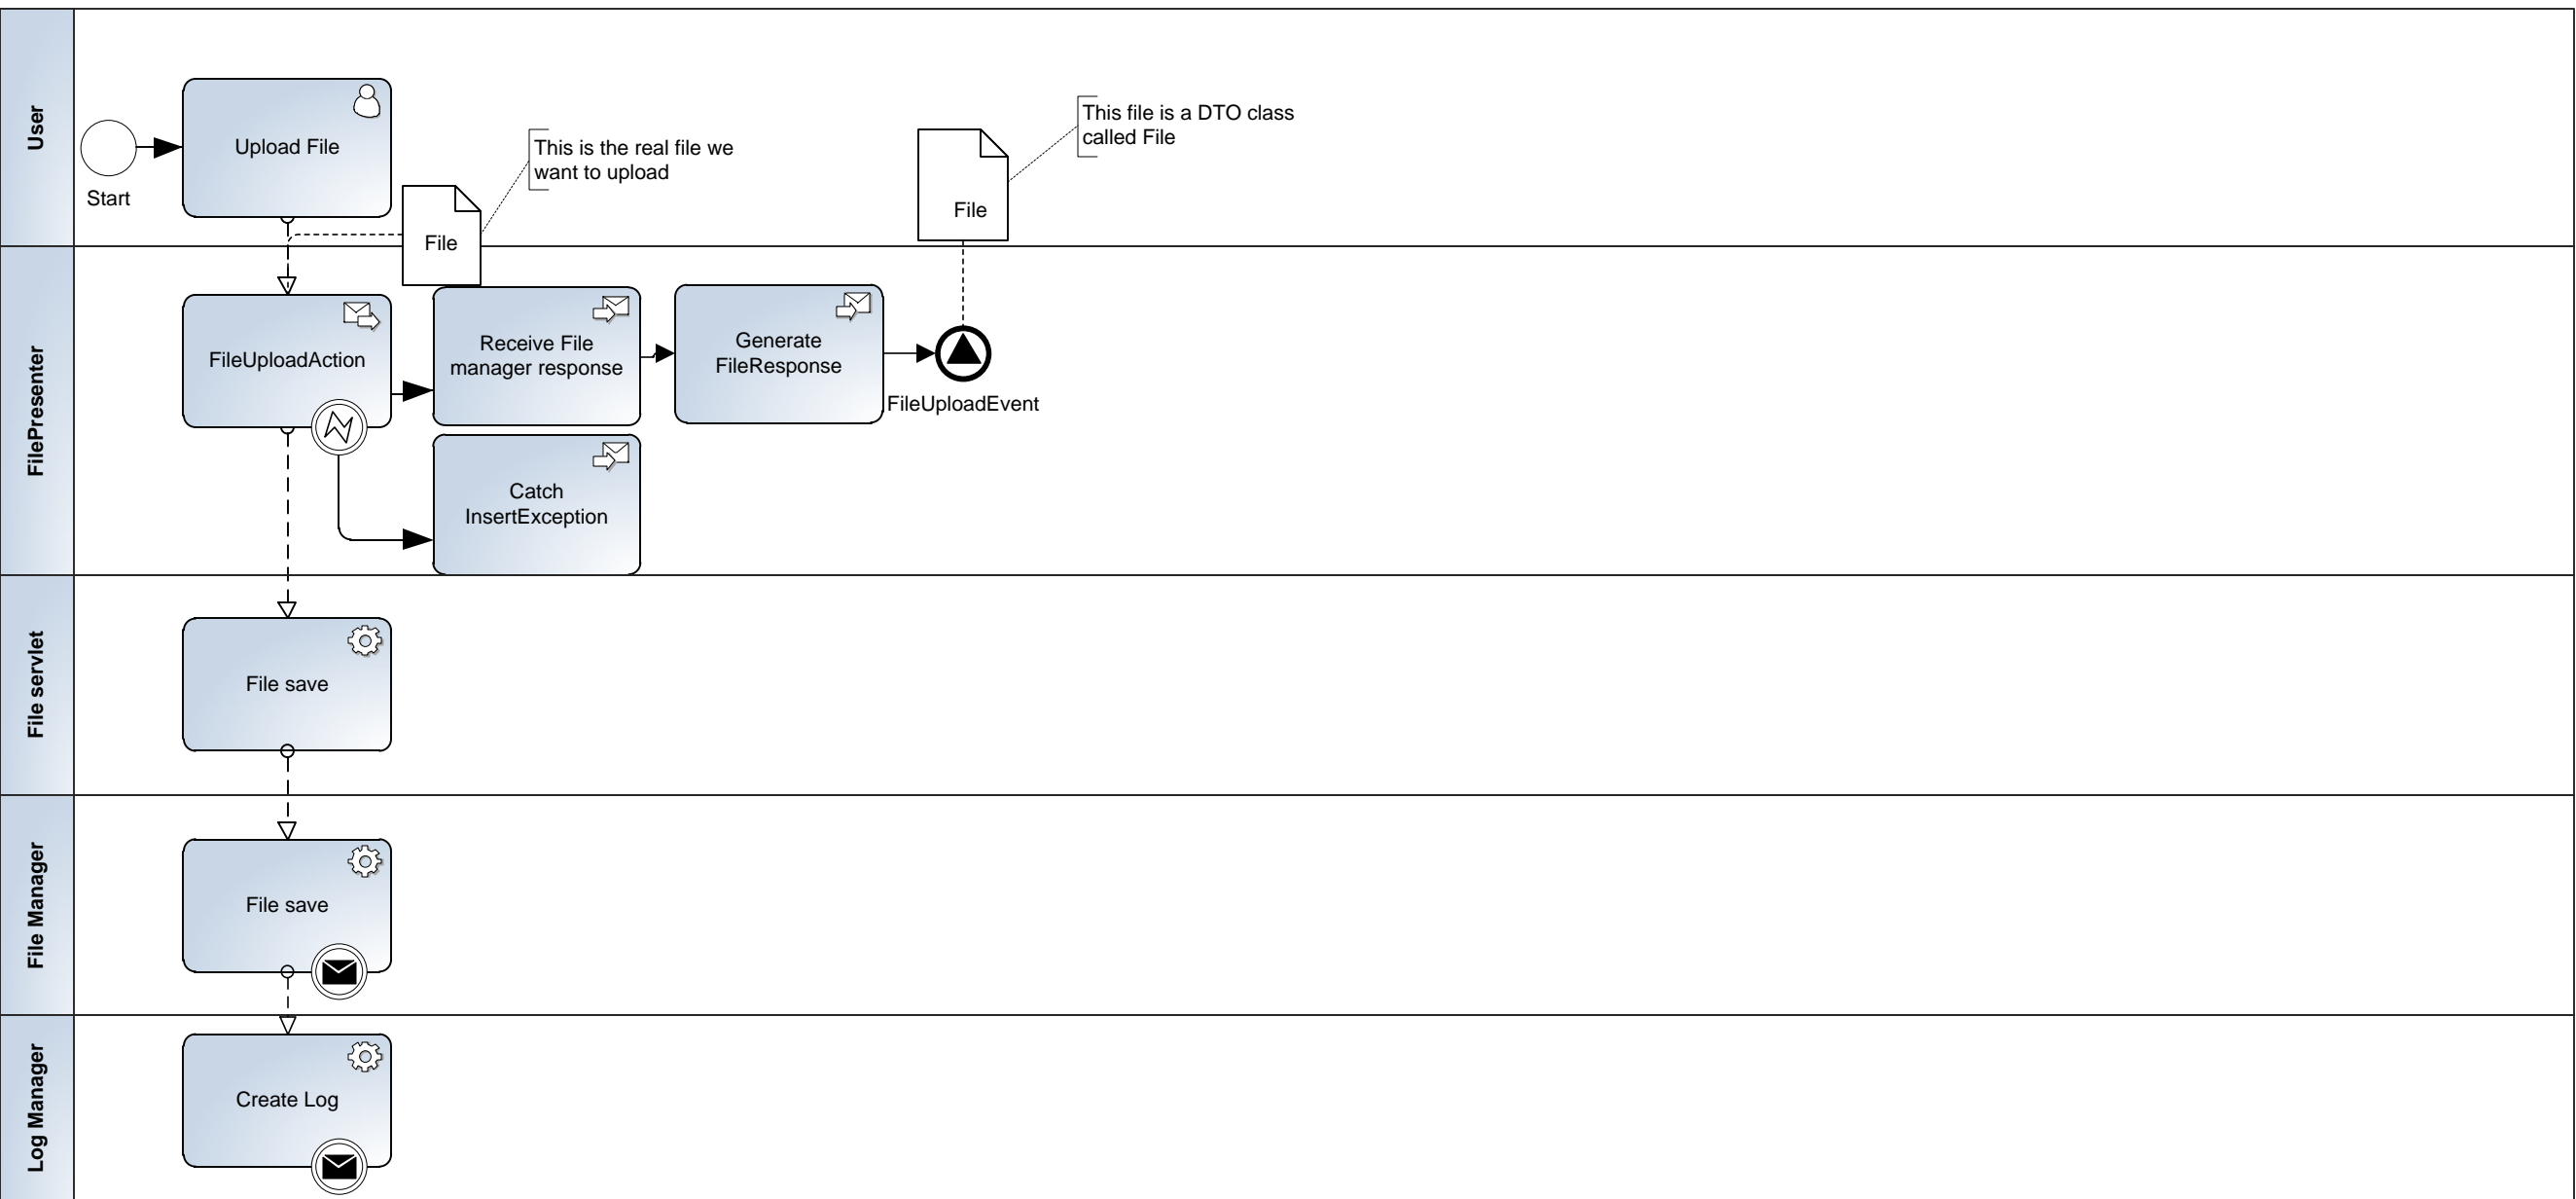 User
Upload File
Start
This is the real file we
want to upload
File
File
This file is a DTO class
called File
FilePresenter
FileUploadAction
Receive File
manager response
Generate
FileResponse
FileUploadEvent
Catch
InsertException
File servlet
File save
File Manager
File save
Log Manager
Create Log